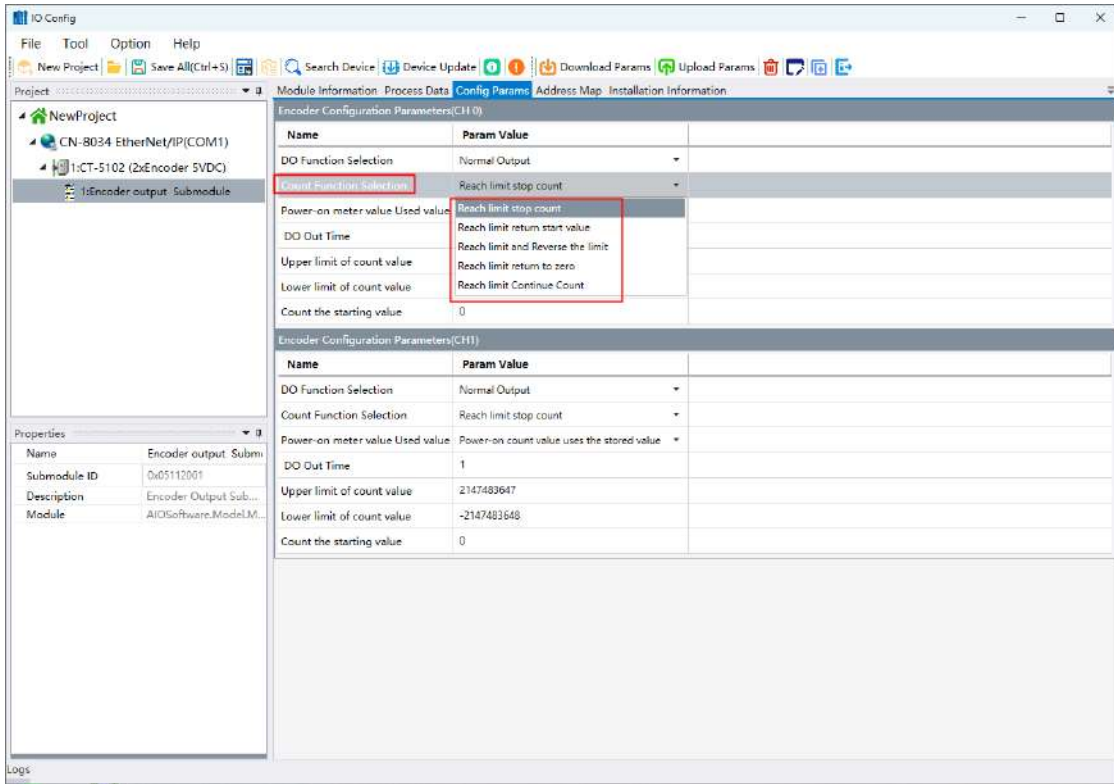 IO Config
File Tool Option Help
New Project Save All(Ctrl+S) Search Device Device Update Download Params Upload Params
Project
NewProject
CN-8034 EtherNet/IP(COM1)
1:CT-5102 (2xEncoder 5VDC)
1:Encoder output Submodule
Properties
Name Encoder output Subm
Submodule ID 0x05112001
Description Encoder Output Sub...
Module AIOSoftware.Model.M...
Module Information Process Data Config Params Address Map Installation Information
Encoder Configuration Parameters(CH 0)
Name Param Value
DO Function Selection Normal Output
Count Function Selection Reach limit stop count
Power-on meter value Used value Reach limit stop count
Reach limit return start value
DO Out Time
Reach limit and Reverse the limit
Upper limit of count value Reach limit return to zero
Lower limit of count value Reach limit Continue Count
Count the starting value 0
Encoder Configuration Parameters(CH1)
Name Param Value
DO Function Selection Normal Output
Count Function Selection Reach limit stop count
Power-on meter value Used value Power-on count value uses the stored value
DO Out Time 1
Upper limit of count value 2147483647
Lower limit of count value -2147483648
Count the starting value 0
Logs